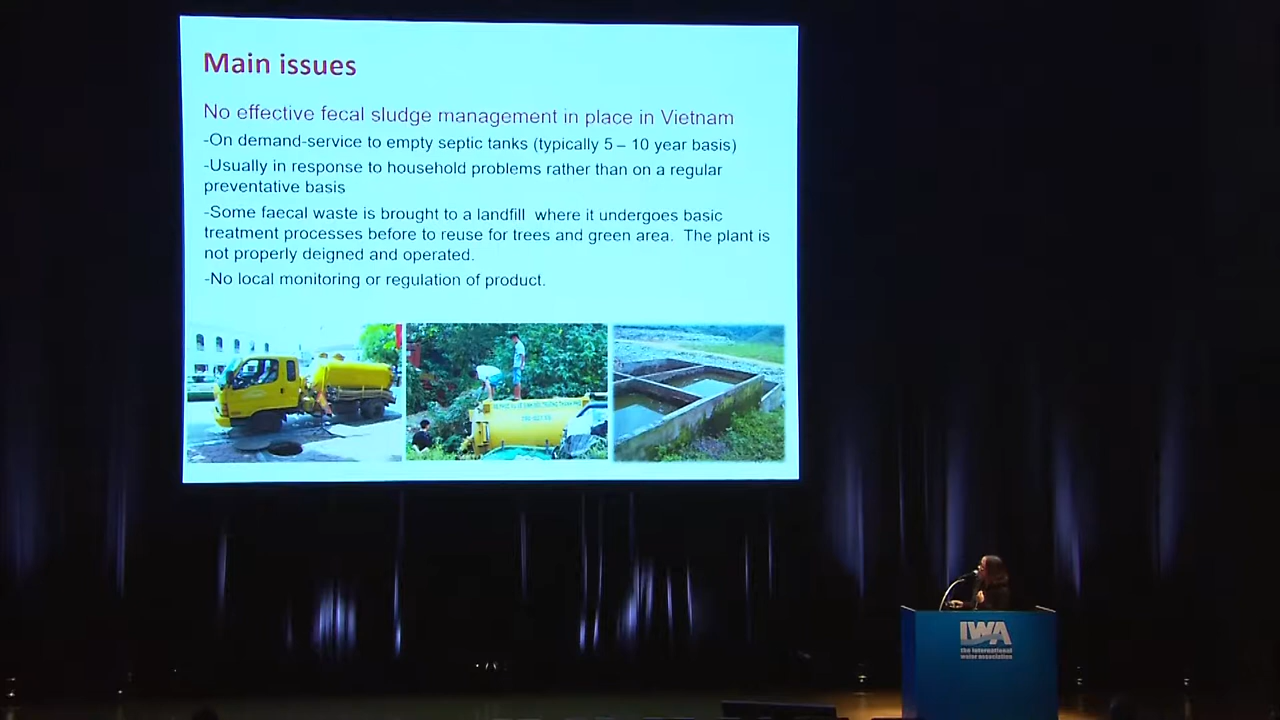 Main issues
No effective fecal sludge management in place in Vietnam
-On demand-service to empty septic tanks (typically 5 – 10 year basis)
-Usually in response to household problems rather than on a regular
preventative basis
-Some faecal waste is brought to a landfill where it undergoes basic
treatment processes before to reuse for trees and green area. The plant is
not properly deigned and operated.
-No local monitoring or regulation of product.
IWA
the international
water association